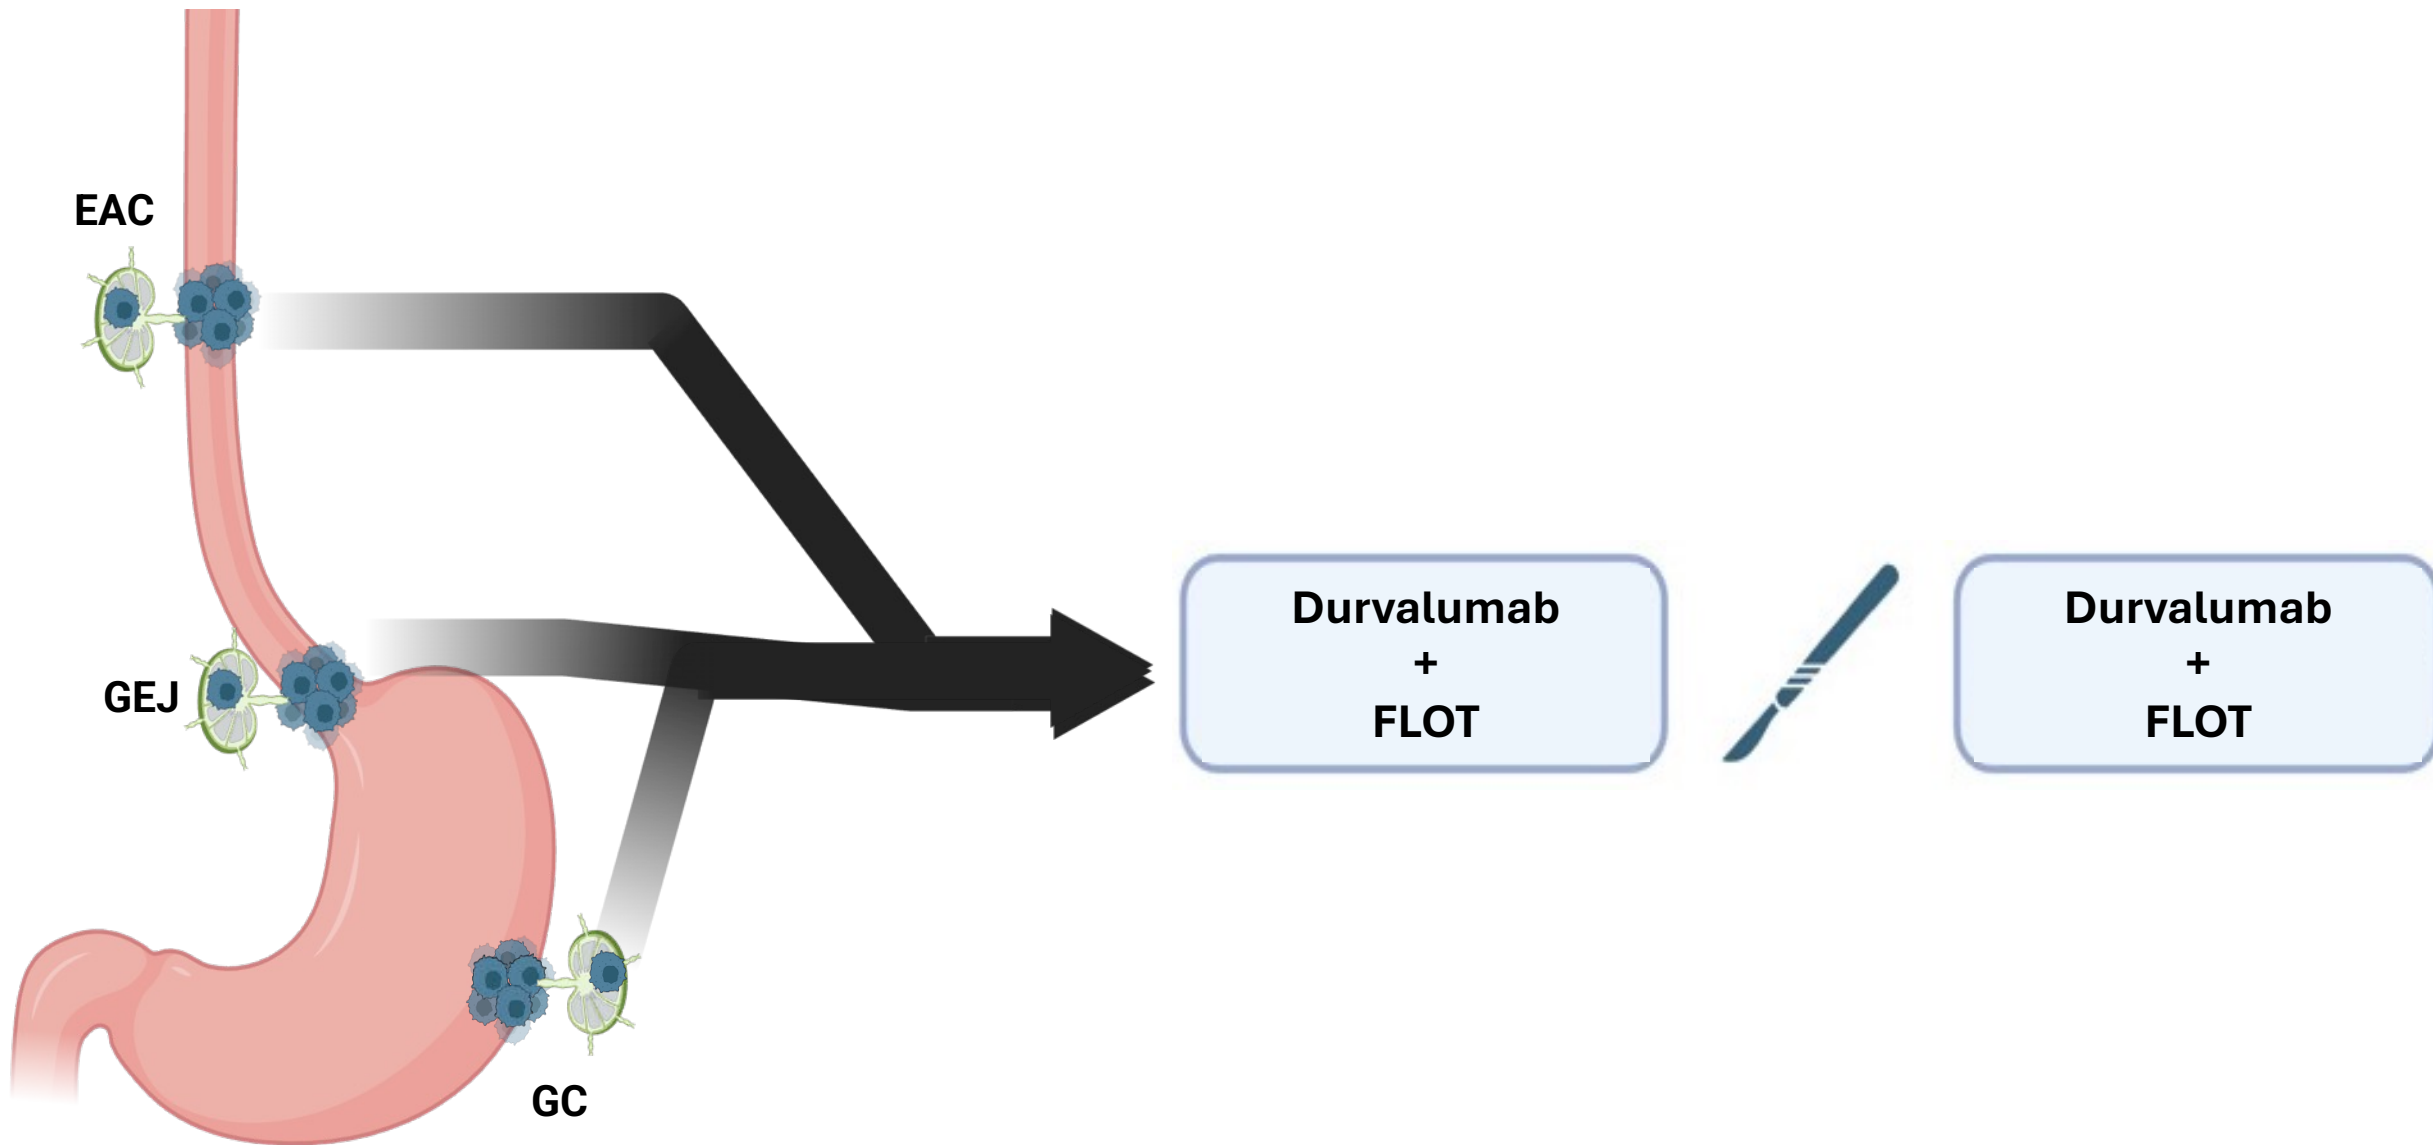 EAC
GEJ
GC
Durvalumab
+
FLOT
Durvalumab
+
FLOT